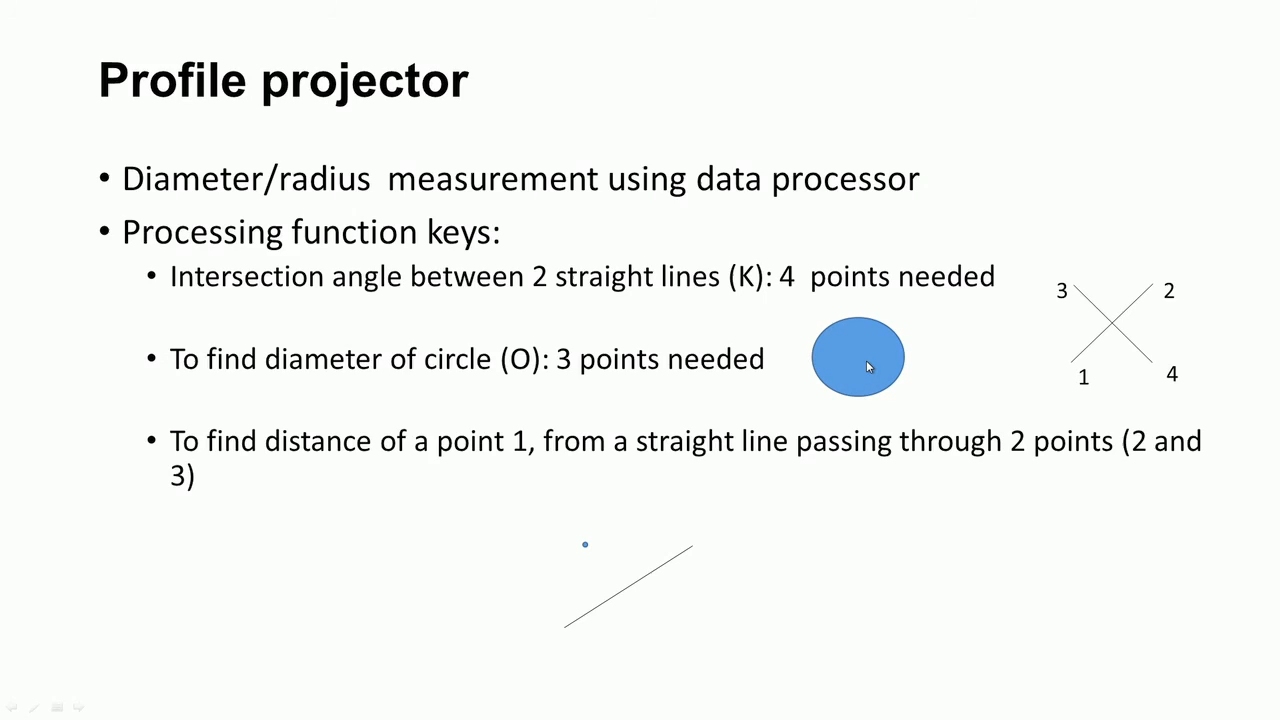 Profile projector
• Diameter/radius  measurement using data processor
• Processing function keys:
• Intersection angle between 2 straight lines (K): 4  points needed
3
2
1
4
• To find diameter of circle (O): 3 points needed
• To find distance of a point 1, from a straight line passing through 2 points (2 and
3)